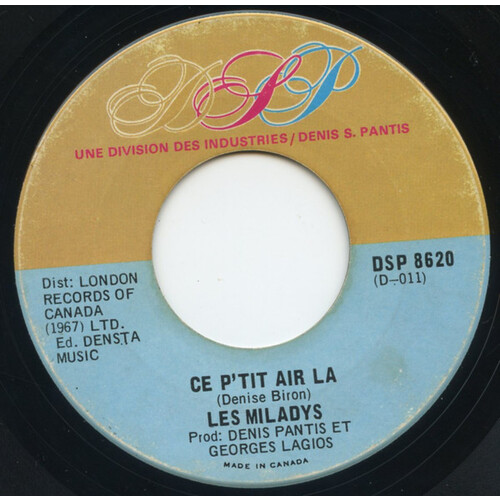 DSP
UNE DIVISION DES INDUSTRIES/DENIS S. PANTIS
DSP 8620
(D-011)
Dist: LONDON
RECORDS OF
CANADA
(1967) LTD.
Ed. DENSTA
MUSIC
CE P'TIT AIR LA
(Denise Biron)
LES MILADYS
Prod: DENIS PANTIS ET
GEORGES LAGIOS
MADE IN CANADA